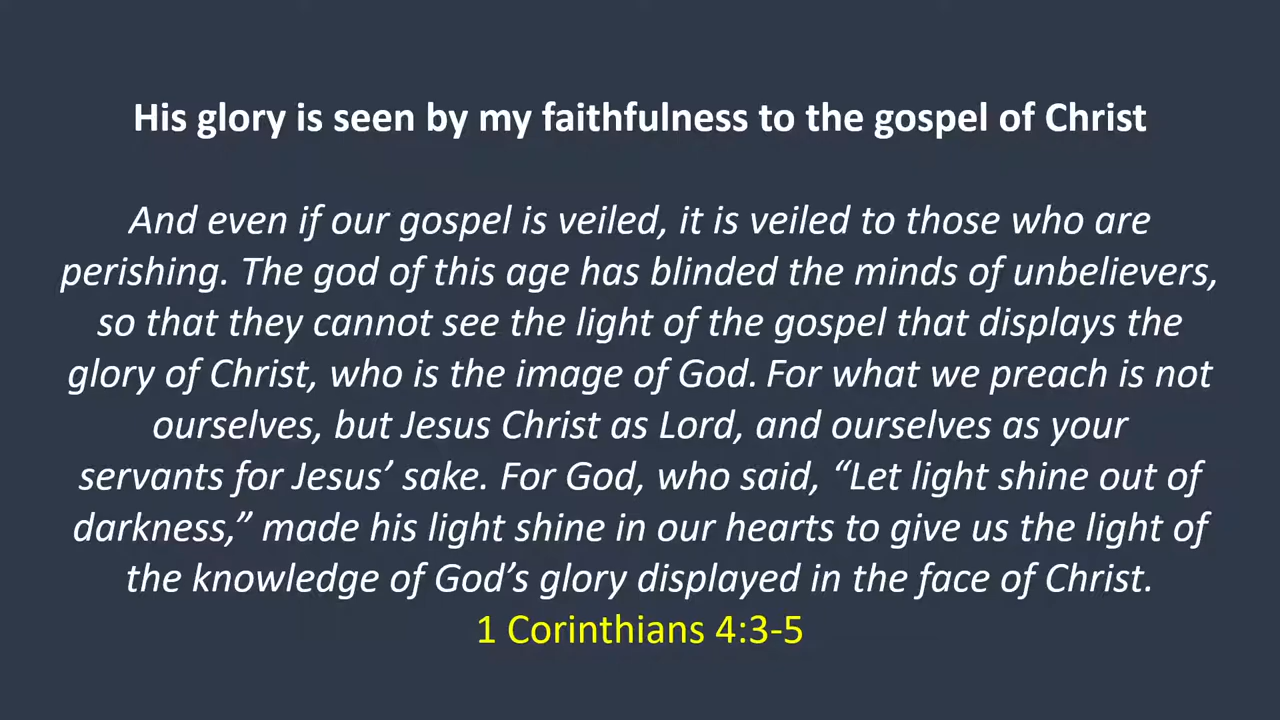 His glory is seen by my faithfulness to the gospel of Christ
And even if our gospel is veiled, it is veiled to those who are
perishing. The god of this age has blinded the minds of unbelievers,
so that they cannot see the light of the gospel that displays the
glory of Christ, who is the image of God. For what we preach is not
ourselves, but Jesus Christ as Lord, and ourselves as your
servants for Jesus’ sake. For God, who said, “Let light shine out of
darkness,” made his light shine in our hearts to give us the light of
the knowledge of God’s glory displayed in the face of Christ.
1 Corinthians 4:3-5